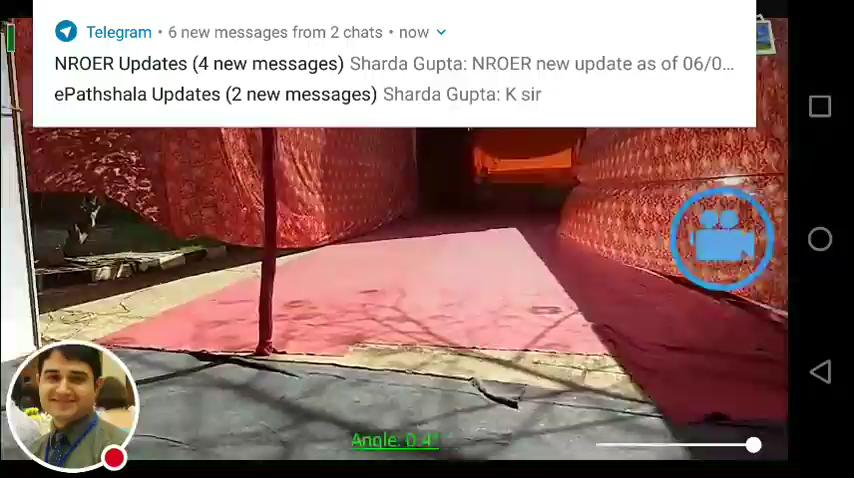 Telegram • 6 new messages from 2 chats • now
NROER Updates (4 new messages) Sharda Gupta: NROER new update as of 06/0...
ePathshala Updates (2 new messages) Sharda Gupta: K sir
Angle: 0.4°